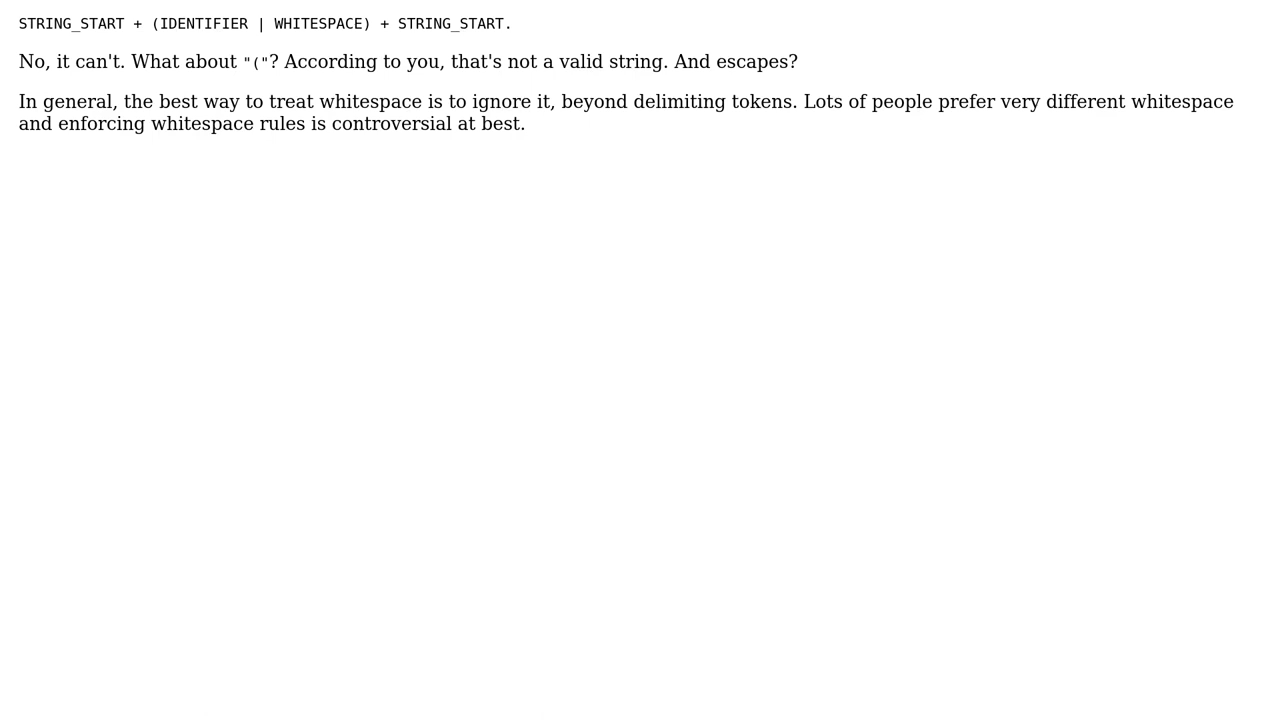 STRING_START + (IDENTIFIER | WHITESPACE) + STRING_START.
No, it can't. What about "("? According to you, that's not a valid string. And escapes?
In general, the best way to treat whitespace is to ignore it, beyond delimiting tokens. Lots of people prefer very different whitespace
and enforcing whitespace rules is controversial at best.